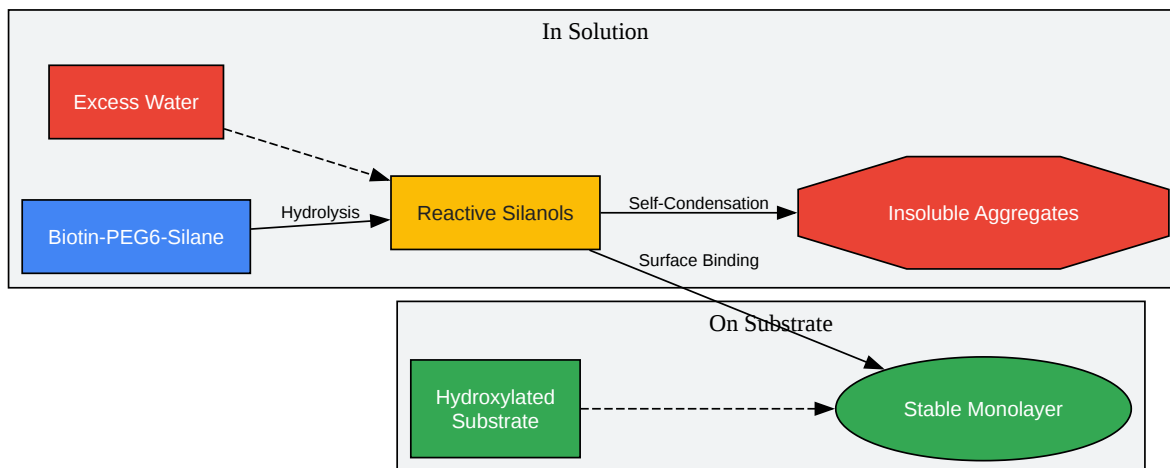 In Solution
Excess Water
Biotin-PEG6-Silane
Hydrolysis
Reactive Silanols
Self-Condensation
Insoluble Aggregates
Surface Binding
On Substrate
Hydroxylated
Substrate
Stable Monolayer